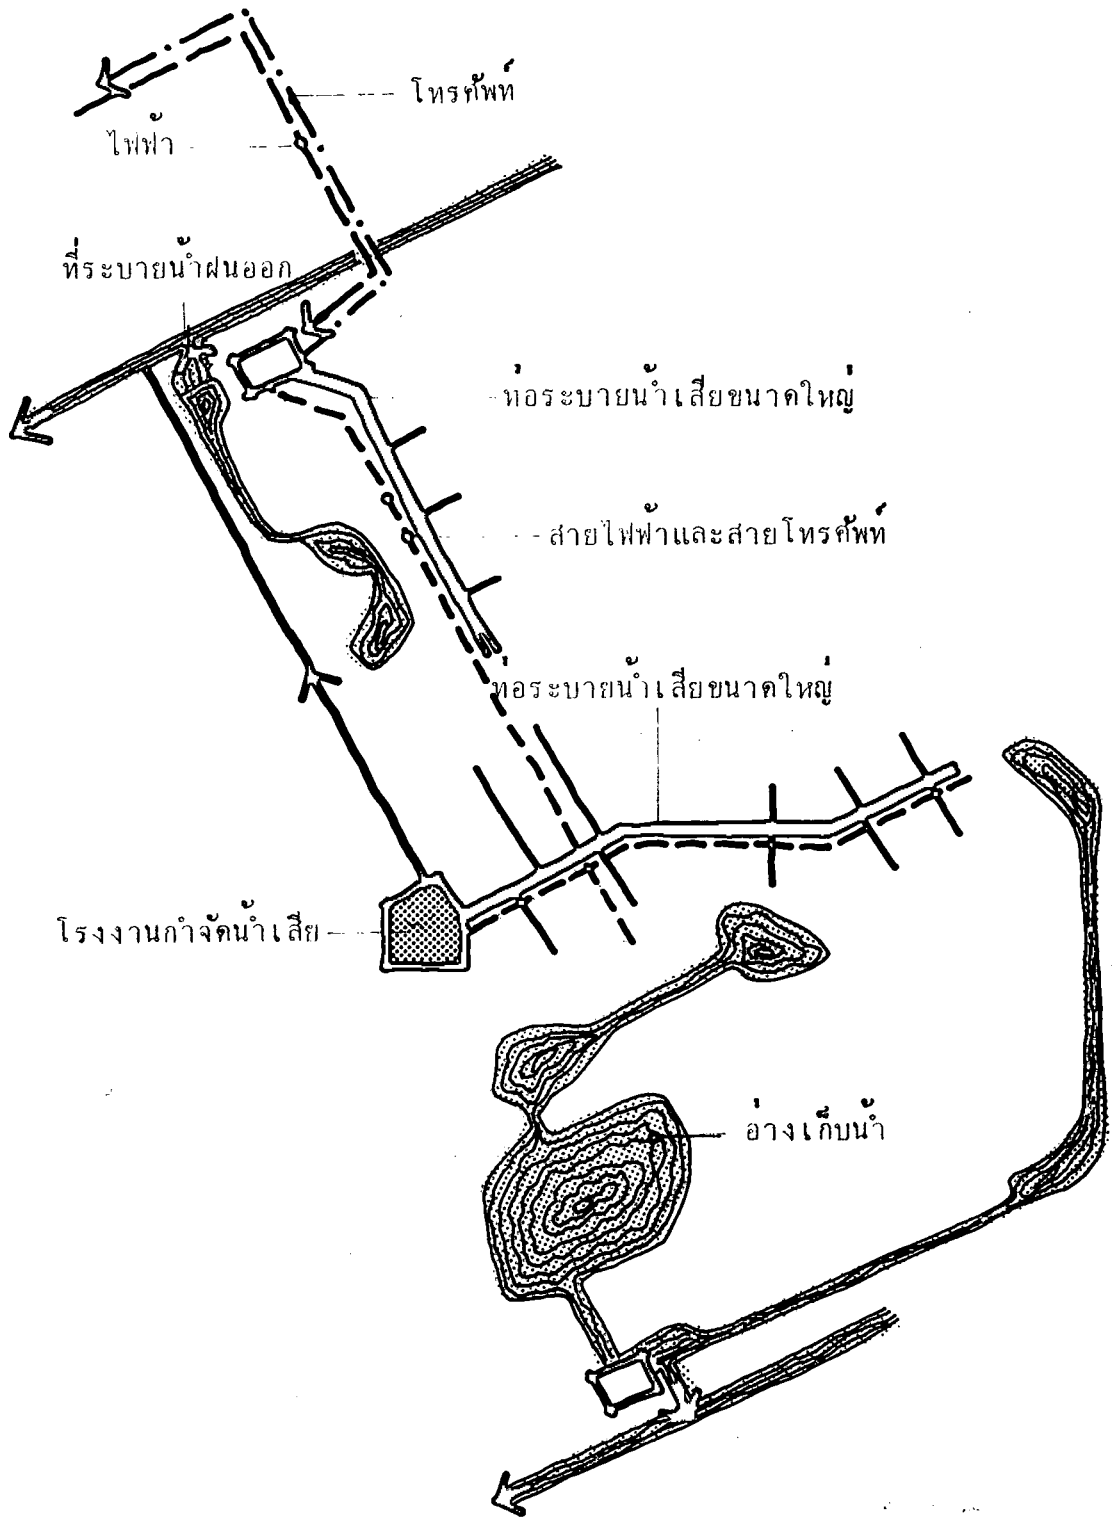 โทรศัพท์
ไฟฟ้า
ที่ระบายน้ำฝนออก
ท่อระบายน้ำเสียขนาดใหญ่
สายไฟฟ้าและสายโทรศัพท์
ท่อระบายน้ำเสียขนาดใหญ่
โรงงานกำจัดน้ำเสีย
อ่างเก็บน้ำ